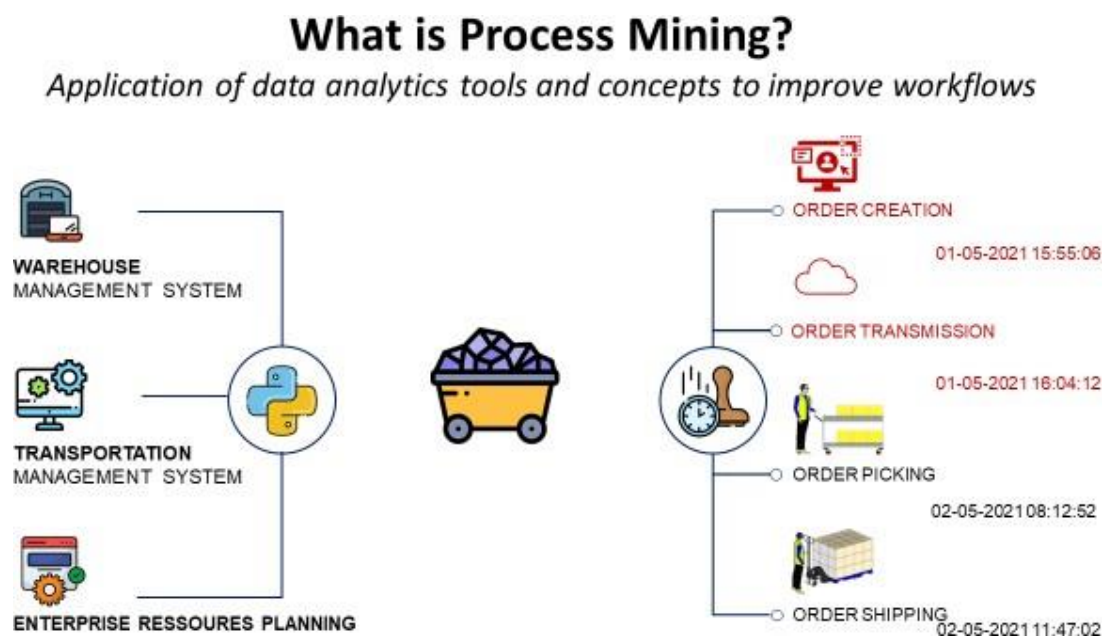 What is Process Mining?
Application of data analytics tools and concepts to improve workflows
WAREHOUSE
MANAGEMENT SYSTEM
TRANSPORTATION
MANAGEMENT SYSTEM
ENTERPRISE RESSOURES PLANNING
ORDER CREATION
01-05-2021 15:55:06
ORDER TRANSMISSION
01-05-2021 16:04:12
ORDER PICKING
02-05-2021 08:12:52
ORDER SHIPPING
02-05-2021 11:47:02